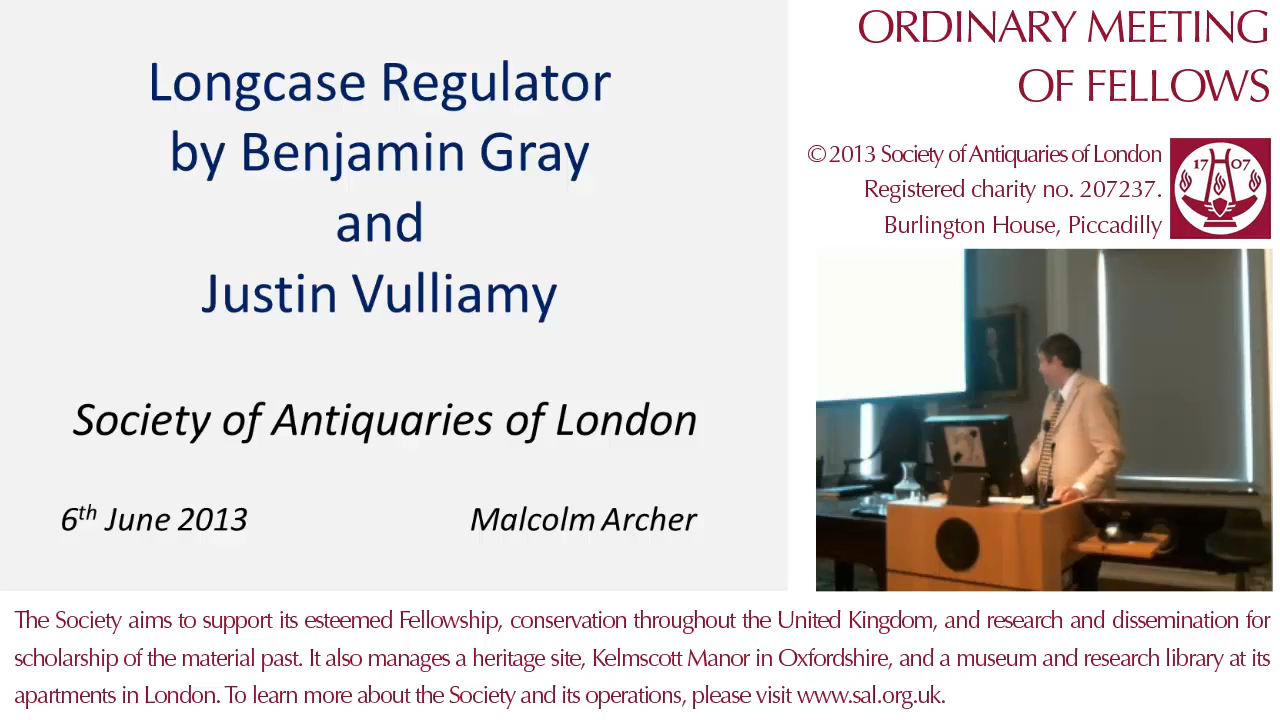 Longcase Regulator
by Benjamin Gray
and
Justin Vulliamy
Society of Antiquaries of London
6th June 2013
Malcolm Archer
ORDINARY MEETING
OF FELLOWS
©2013 Society of Antiquaries of London
Registered charity no. 207237.
Burlington House, Piccadilly
17 07
The Society aims to support its esteemed Fellowship, conservation throughout the United Kingdom, and research and dissemination for
scholarship of the material past. It also manages a heritage site, Kelmscott Manor in Oxfordshire, and a museum and research library at its
apartments in London. To learn more about the Society and its operations, please visit www.sal.org.uk.